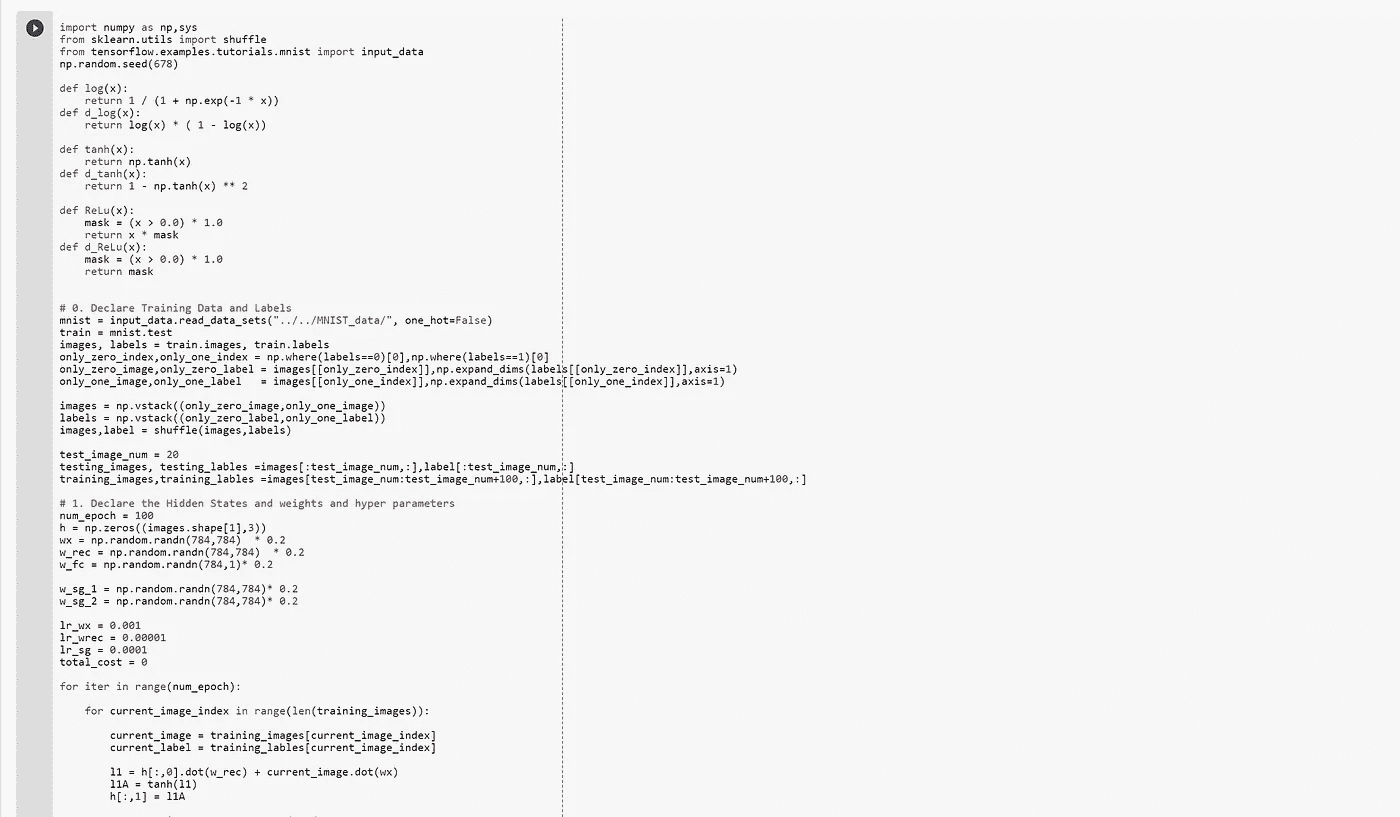 import numpy as np,sys
from sklearn.utils import shuffle
from tensorflow.examples.tutorials.mnist import input_data
np.random.seed(678)

def log(x):
    return 1 / (1 + np.exp(-1 * x))
def d_log(x):
    return log(x) * ( 1 - log(x))

def tanh(x):
    return np.tanh(x)
def d_tanh(x):
    return 1 - np.tanh(x) ** 2

def ReLu(x):
    mask = (x > 0.0) * 1.0
    return x * mask
def d_ReLu(x):
    mask = (x > 0.0) * 1.0
    return mask

# 0. Declare Training Data and Labels
mnist = input_data.read_data_sets("../../MNIST_data/", one_hot=False)
train = mnist.test
images, labels = train.images, train.labels
only_zero_index,only_one_index = np.where(labels==0)[0],np.where(labels==1)[0]
only_zero_image,only_zero_label = images[[only_zero_index]],np.expand_dims(labels[[only_zero_index]],axis=1)
only_one_image,only_one_label   = images[[only_one_index]],np.expand_dims(labels[[only_one_index]],axis=1)

images = np.vstack((only_zero_image,only_one_image))
labels = np.vstack((only_zero_label,only_one_label))
images,label = shuffle(images,labels)

test_image_num = 20
testing_images, testing_lables =images[:test_image_num,:],label[:test_image_num,:]
training_images,training_lables =images[test_image_num:test_image_num+100,:],label[test_image_num:test_image_num+100,:]

# 1. Declare the Hidden States and weights and hyper parameters
num_epoch = 100
h = np.zeros((images.shape[1],3))
wx = np.random.randn(784,784)  * 0.2
w_rec = np.random.randn(784,784)  * 0.2
w_fc = np.random.randn(784,1)* 0.2

w_sg_1 = np.random.randn(784,784)* 0.2
w_sg_2 = np.random.randn(784,784)* 0.2

lr_wx = 0.001
lr_wrec = 0.00001
lr_sg = 0.0001
total_cost = 0

for iter in range(num_epoch):

    for current_image_index in range(len(training_images)):

        current_image = training_images[current_image_index]
        current_label = training_lables[current_image_index]

        l1 = h[:,0].dot(w_rec) + current_image.dot(wx)
        l1A = tanh(l1)
        h[:,1] = l1A